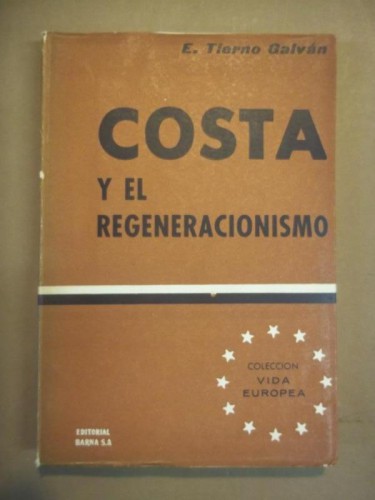 E. Tierno Galván
COSTA
Y EL
REGENERACIONISMO
COLECCION
VIDA
EUROPEA
EDITORIAL
BARNA S.A